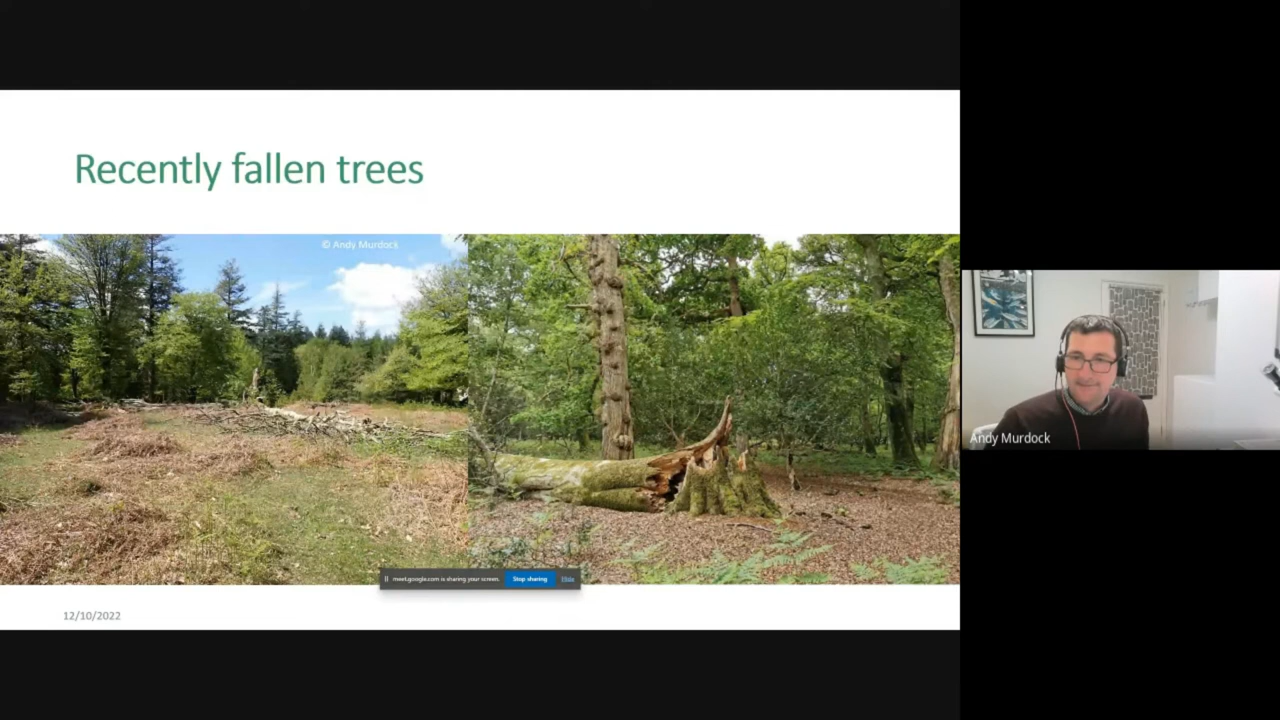 Recently fallen trees
© Andy Murdock
Andy Murdock
meet.google.com is sharing your screen. Stop sharing Hide
12/10/2022